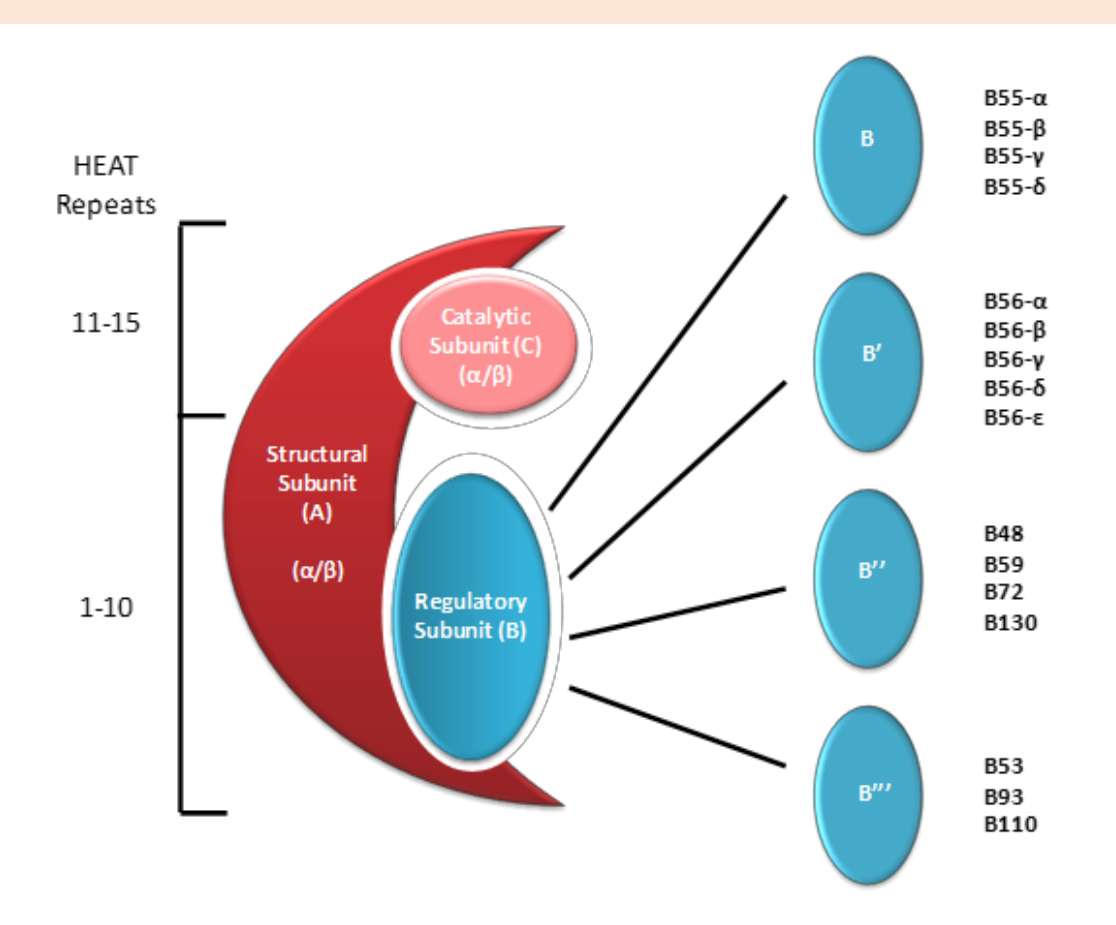 HEAT
Repeats
11-15
1-10
Catalytic
Subunit (C)
(α/β)
Structural
Subunit
(A)
(α/β)
Regulatory
Subunit (B)
B
B55-α
B55-β
B55-γ
B55-δ
B’
B56-α
B56-β
B56-γ
B56-δ
B56-ε
B’’
B48
B59
B72
B130
B’’’
B53
B93
B110